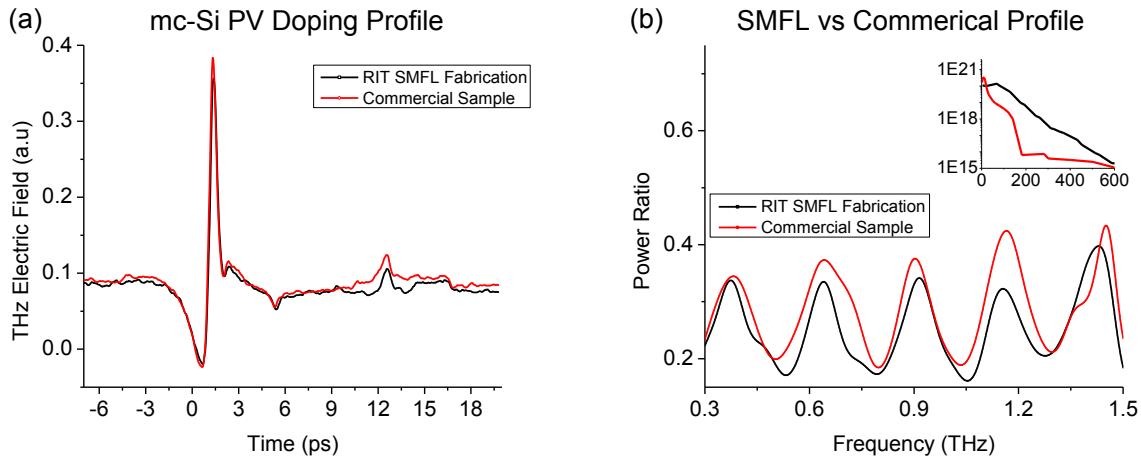 (a)
mc-Si PV Doping Profile
THz Electric Field (a.u)
0.4
0.3
0.2
0.1
0.0
RIT SMFL Fabrication
Commercial Sample
-6 -3 0 3 6 9 12 15 18
Time (ps)
(b)
SMFL vs Commerical Profile
Power Ratio
0.6
0.4
0.2
1E21
1E18
1E15
0 200 400 600
RIT SMFL Fabrication
Commercial Sample
0.3 0.6 0.9 1.2 1.5
Frequency (THz)